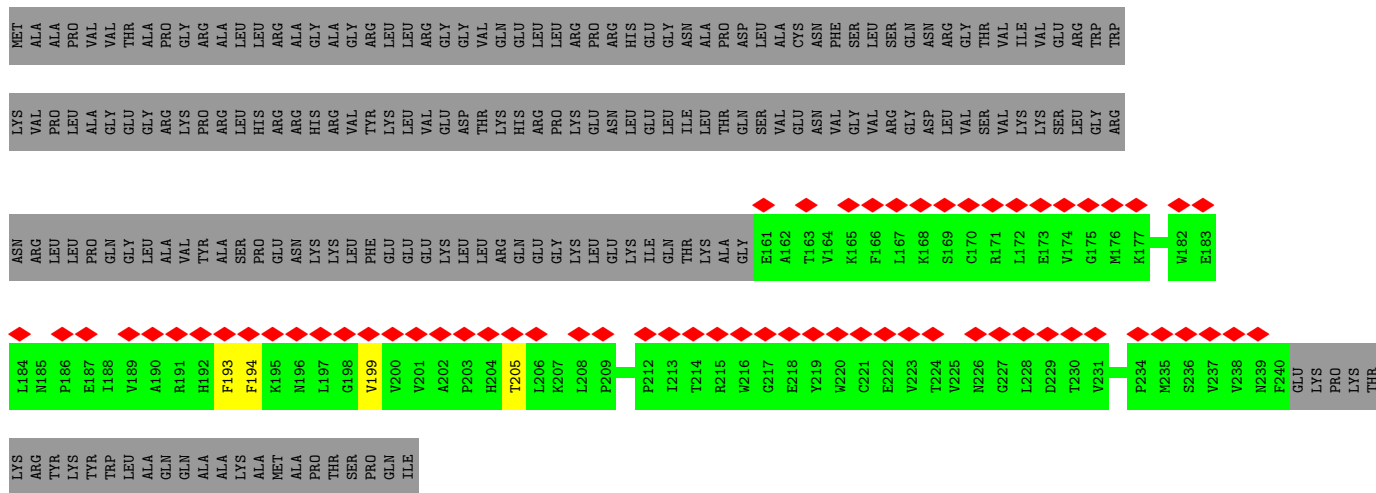 MET ALA ALA PRO VAL VAL THR ALA PRO GLY ARG ALA LEU LEU ARG ALA GLY ALA GLY ARG LEU LEU ARG GLY GLY VAL GLN GLU LEU LEU ARG PRO ARG HIS GLU GLY ASN ALA PRO ASP LEU ALA CYS ASN PHE SER LEU SER GLN ASN ARG GLY THR VAL ILE VAL GLU ARG TRP TRP
LYS VAL PRO LEU ALA GLY GLU GLY ARG LYS PRO ARG LEU HIS ARG ARG HIS ARG VAL TYR LYS LEU VAL GLU ASP THR LYS HIS ARG PRO LYS GLU ASN LEU GLU LEU ILE LEU THR GLN SER VAL GLU ASN VAL GLY VAL ARG GLY ASP LEU VAL SER VAL LYS LYS SER LEU GLY ARG
ASN ARG LEU LEU PRO GLN GLY LEU ALA VAL TYR ALA SER PRO GLU ASN LYS LYS LEU PHE GLU GLU GLU LYS LEU LEU ARG GLN GLU GLY LYS LEU GLU LYS ILE GLN THR LYS ALA GLY E161 A162 T163 V164 K165 F166 L167 K168 S169 C170 R171 L172 E173 V174 G175 M176 K177 W182 E183
L184 N185 P186 E187 I188 V189 A190 R191 H192 F193 F194 K195 N196 L197 G198 V199 V200 V201 A202 P203 H204 T205 L206 K207 L208 P209 P212 I213 T214 R215 W216 G217 E218 Y219 W220 C221 E222 V223 T224 V225 N226 G227 L228 D229 T230 V231 P234 M235 S236 V237 V238 N239 F240 GLU LYS PRO LYS THR
LYS ARG TYR LYS TYR TRP LEU ALA GLN GLN ALA ALA LYS ALA MET ALA PRO THR SER PRO GLN ILE